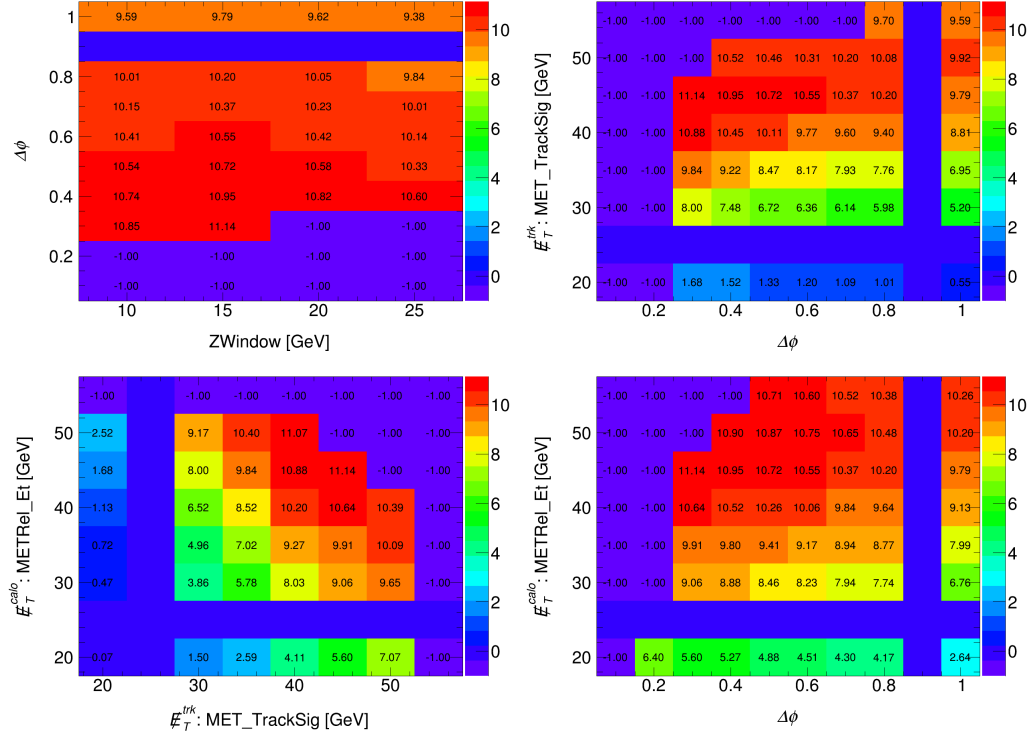 1 9.59 9.79 9.62 9.38 10
0.8 10.01 10.20 10.05 9.84 8
10.15 10.37 10.23 10.01
0.6 10.41 10.55 10.42 10.14 6
Δϕ
10.54 10.72 10.58 10.33 4
0.4 10.74 10.95 10.82 10.60
10.85 11.14 -1.00 -1.00 2
0.2 -1.00 -1.00 -1.00 -1.00 0
-1.00 -1.00 -1.00 -1.00
10 15 20 25
ZWindow [GeV]
-1.00 -1.00 -1.00 -1.00 -1.00 -1.00 -1.00 9.70 9.59 10
50 -1.00 -1.00 -1.00 10.52 10.46 10.31 10.20 10.08 9.92
-1.00 -1.00 11.14 10.95 10.72 10.55 10.37 10.20 9.79 8
40 -1.00 -1.00 10.88 10.45 10.11 9.77 9.60 9.40 8.81 6
E̸_T^trk: MET_TrackSig [GeV]
-1.00 -1.00 9.84 9.22 8.47 8.17 7.93 7.76 6.95 4
30 -1.00 -1.00 8.00 7.48 6.72 6.36 6.14 5.98 5.20
2
20 -1.00 -1.00 1.68 1.52 1.33 1.20 1.09 1.01 0.55 0
0.2 0.4 0.6 0.8 1
Δϕ
-1.00 -1.00 -1.00 -1.00 -1.00 -1.00 -1.00 10
50 2.52 9.17 10.40 11.07 -1.00 -1.00 -1.00
1.68 8.00 9.84 10.88 11.14 -1.00 -1.00 8
40 1.13 6.52 8.52 10.20 10.64 10.39 -1.00 6
E̸_T^calo: METRel_Et [GeV]
0.72 4.96 7.02 9.27 9.91 10.09 -1.00 4
30 0.47 3.86 5.78 8.03 9.06 9.65 -1.00
2
20 0.07 1.50 2.59 4.11 5.60 7.07 -1.00 0
20 30 40 50
E̸_T^trk: MET_TrackSig [GeV]
-1.00 -1.00 -1.00 -1.00 10.71 10.60 10.52 10.38 10.26 10
50 -1.00 -1.00 -1.00 10.90 10.87 10.75 10.65 10.48 10.20
-1.00 -1.00 11.14 10.95 10.72 10.55 10.37 10.20 9.79 8
40 -1.00 -1.00 10.64 10.52 10.26 10.06 9.84 9.64 9.13 6
E̸_T^calo: METRel_Et [GeV]
-1.00 -1.00 9.91 9.80 9.41 9.17 8.94 8.77 7.99 4
30 -1.00 -1.00 9.06 8.88 8.46 8.23 7.94 7.74 6.76
2
20 -1.00 6.40 5.60 5.27 4.88 4.51 4.30 4.17 2.64 0
0.2 0.4 0.6 0.8 1
Δϕ